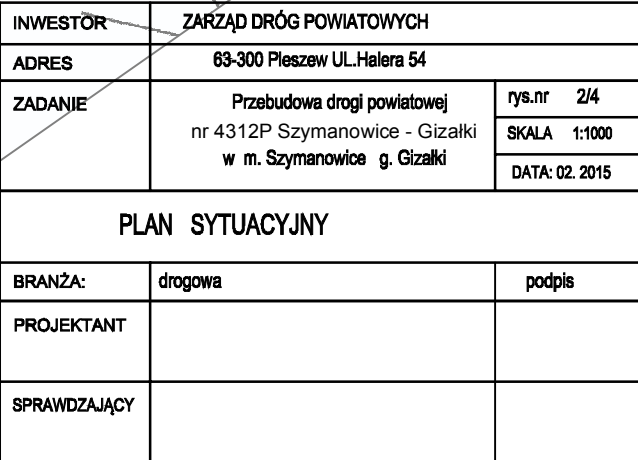 INWESTOR ZARZĄD DRÓG POWIATOWYCH
ADRES 63-300 Pleszew UL.Halera 54
ZADANIE Przebudowa drogi powiatowej rys.nr 2/4
nr 4312P Szymanowice - Gizałki SKALA 1:1000
w m. Szymanowice g. Gizałki DATA: 02. 2015
PLAN SYTUACYJNY
BRANŻA: drogowa podpis
PROJEKTANT
SPRAWDZAJĄCY